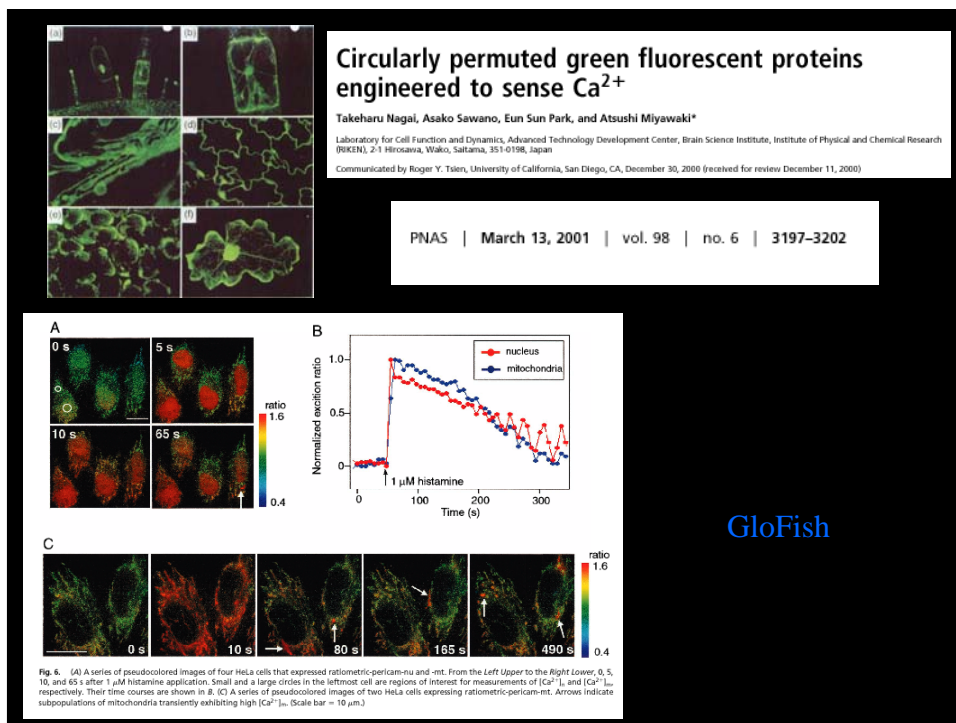 (a)
(b)
(c)
(d)
(e)
(f)
Circularly permuted green fluorescent proteins
engineered to sense Ca2+
Takeharu Nagai, Asako Sawano, Eun Sun Park, and Atsushi Miyawaki*
Laboratory for Cell Function and Dynamics, Advanced Technology Development Center, Brain Science Institute, Institute of Physical and Chemical Research
(RIKEN), 2-1 Hirosawa, Wako, Saitama, 351-0198, Japan
Communicated by Roger Y. Tsien, University of California, San Diego, CA, December 30, 2000 (received for review December 11, 2000)
PNAS | March 13, 2001 | vol. 98 | no. 6 | 3197–3202
A
0 s
5 s
10 s
65 s
ratio
1.6
0.4
B
Normalized excition ratio
1.0
0.5
0
nucleus
mitochondria
1 μM histamine
0 100 200 300
Time (s)
GloFish
C
0 s
10 s
80 s
165 s
490 s
ratio
1.6
0.4
Fig. 6. (A) A series of pseudocolored images of four HeLa cells that expressed ratiometric-pericam-nu and -mt. From the Left Upper to the Right Lower, 0, 5,
10, and 65 s after 1 μM histamine application. Small and a large circles in the leftmost cell are regions of interest for measurements of [Ca2+]n and [Ca2+]m,
respectively. Their time courses are shown in B. (C) A series of pseudocolored images of two HeLa cells expressing ratiometric-pericam-mt. Arrows indicate
subpopulations of mitochondria transiently exhibiting high [Ca2+]m. (Scale bar = 10 μm.)